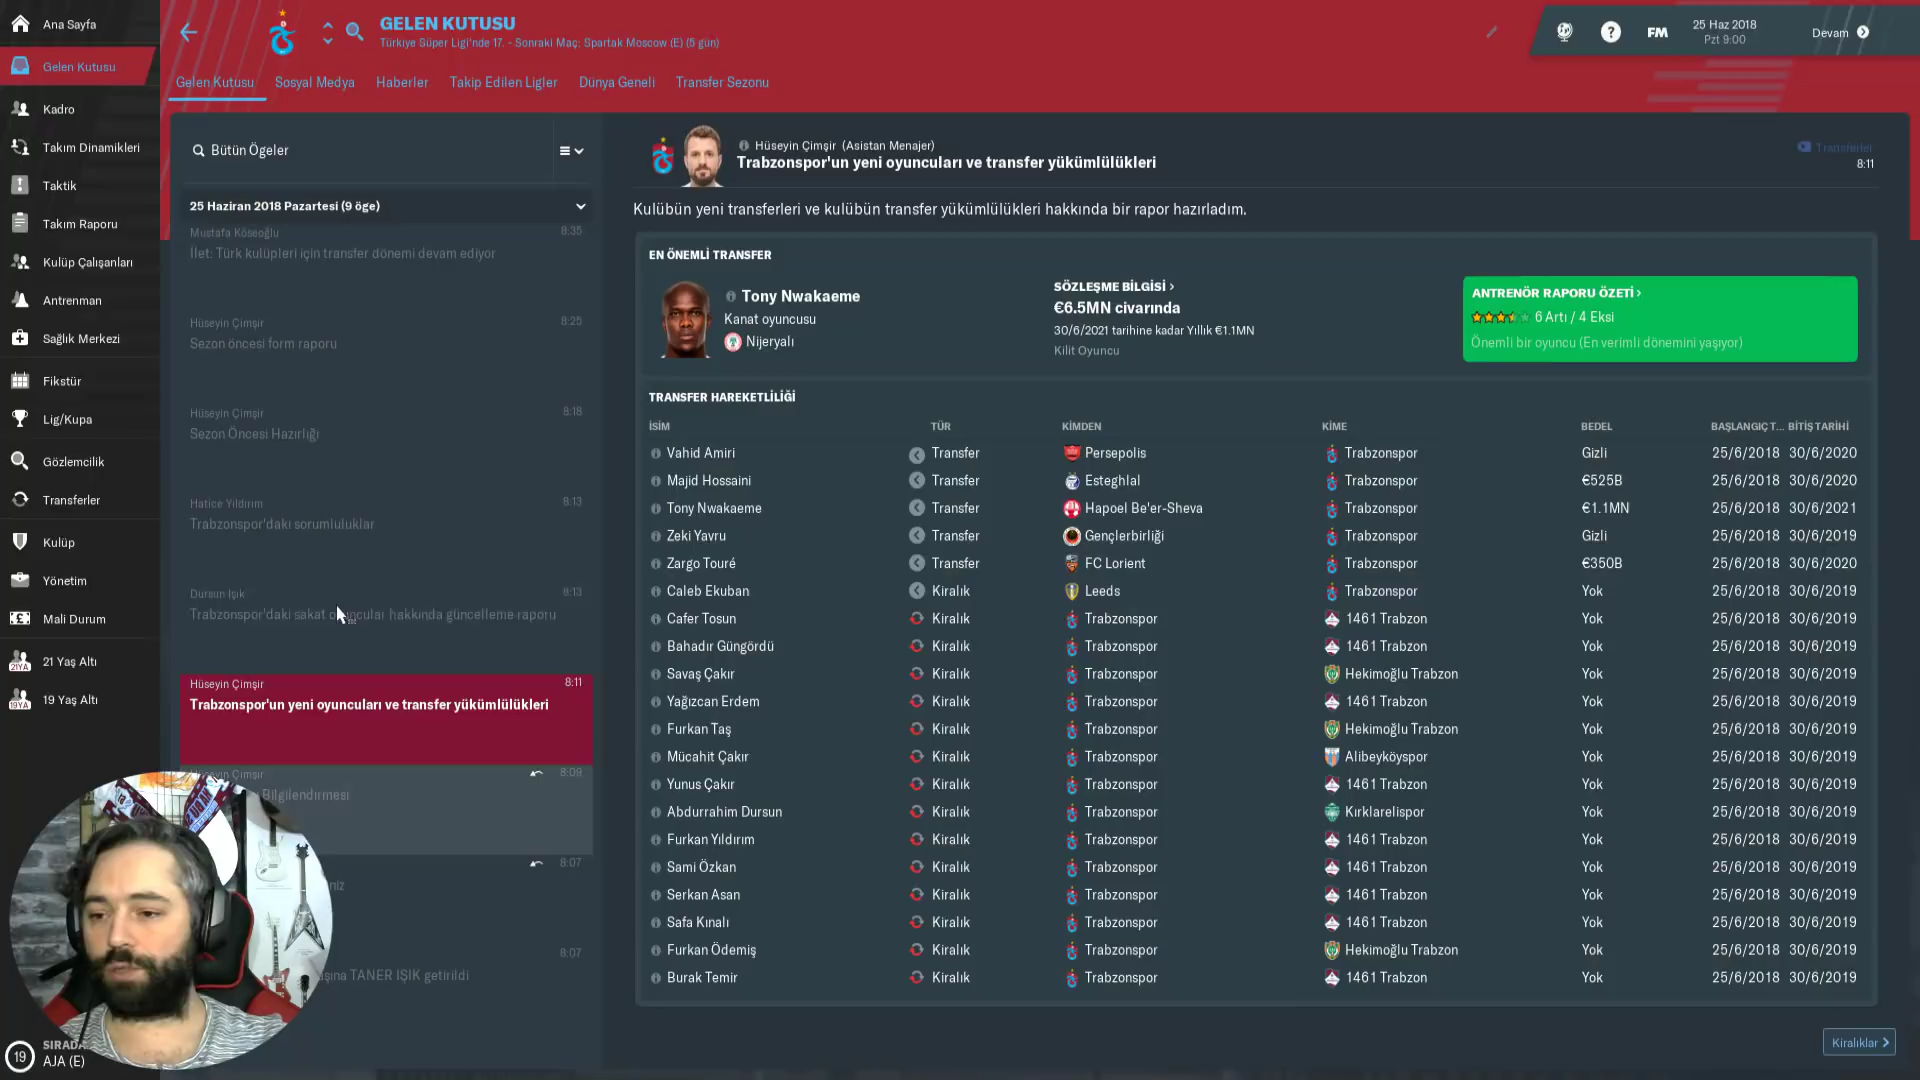 Ana Sayfa
Gelen Kutusu
Kadro
Takım Dinamikleri
Taktik
Takım Raporu
Kulüp Çalışanları
Antrenman
Sağlık Merkezi
Fikstür
Lig/Kupa
Gözlemcilik
Transferler
Kulüp
Yönetim
Mali Durum
21YA
21 Yaş Altı
19YA
19 Yaş Altı
19
AJA (E)
GELEN KUTUSU
Türkiye Süper Ligi'nde 17. - Sonraki Maç: Spartak Moscow (E) (5 gün)
FM
25 Haz 2018
Pzt 9:00
Devam
Gelen Kutusu Sosyal Medya Haberler Takip Edilen Ligler Dünya Geneli Transfer Sezonu
Bütün Ögeler
25 Haziran 2018 Pazartesi (9 öge)
Mustafa Köseoğlu 8:35
İlet: Türk kulüpleri için transfer dönemi devam ediyor
Hüseyin Çimşir 8:25
Sezon öncesi form raporu
Hüseyin Çimşir 8:18
Sezon Öncesi Hazırlığı
Hatice Yıldırım 8:13
Trabzonspor'daki sorumluluklar
Dursun Işık 8:13
Trabzonspor'daki sakat oyuncular hakkında güncelleme raporu
Hüseyin Çimşir 8:11
Trabzonspor'un yeni oyuncuları ve transfer yükümlülükleri
Çimşir 8:09
Bilgilendirmesi
8:07
8:07
TANER IŞIK getirildi
Hüseyin Çimşir (Asistan Menajer)
Trabzonspor'un yeni oyuncuları ve transfer yükümlülükleri
Transferler
8:11
Kulübün yeni transferleri ve kulübün transfer yükümlülükleri hakkında bir rapor hazırladım.
EN ÖNEMLİ TRANSFER
Tony Nwakaeme
Kanat oyuncusu
Nijeryalı
SÖZLEŞME BİLGİSİ
€6.5MN civarında
30/6/2021 tarihine kadar Yıllık €1.1MN
Kilit Oyuncu
ANTRENÖR RAPORU ÖZETİ
6 Artı / 4 Eksi
Önemli bir oyuncu (En verimli dönemini yaşıyor)
TRANSFER HAREKETLİLİĞİ
İSİM TÜR KİMDEN KİME BEDEL BAŞLANGIÇ T... BİTİŞ TARİHİ
Vahid Amiri Transfer Persepolis Trabzonspor Gizli 25/6/2018 30/6/2020
Majid Hossaini Transfer Esteghlal Trabzonspor €525B 25/6/2018 30/6/2020
Tony Nwakaeme Transfer Hapoel Be'er-Sheva Trabzonspor €1.1MN 25/6/2018 30/6/2021
Zeki Yavru Transfer Gençlerbirliği Trabzonspor Gizli 25/6/2018 30/6/2019
Zargo Touré Transfer FC Lorient Trabzonspor €350B 25/6/2018 30/6/2020
Caleb Ekuban Kiralık Leeds Trabzonspor Yok 25/6/2018 30/6/2019
Cafer Tosun Kiralık Trabzonspor 1461 Trabzon Yok 25/6/2018 30/6/2019
Bahadır Güngördü Kiralık Trabzonspor 1461 Trabzon Yok 25/6/2018 30/6/2019
Savaş Çakır Kiralık Trabzonspor Hekimoğlu Trabzon Yok 25/6/2018 30/6/2019
Yağızcan Erdem Kiralık Trabzonspor 1461 Trabzon Yok 25/6/2018 30/6/2019
Furkan Taş Kiralık Trabzonspor Hekimoğlu Trabzon Yok 25/6/2018 30/6/2019
Mücahit Çakır Kiralık Trabzonspor Alibeyköyspor Yok 25/6/2018 30/6/2019
Yunus Çakır Kiralık Trabzonspor 1461 Trabzon Yok 25/6/2018 30/6/2019
Abdurrahim Dursun Kiralık Trabzonspor Kırklarelispor Yok 25/6/2018 30/6/2019
Furkan Yıldırım Kiralık Trabzonspor 1461 Trabzon Yok 25/6/2018 30/6/2019
Sami Özkan Kiralık Trabzonspor 1461 Trabzon Yok 25/6/2018 30/6/2019
Serkan Asan Kiralık Trabzonspor 1461 Trabzon Yok 25/6/2018 30/6/2019
Safa Kınalı Kiralık Trabzonspor 1461 Trabzon Yok 25/6/2018 30/6/2019
Furkan Ödemiş Kiralık Trabzonspor Hekimoğlu Trabzon Yok 25/6/2018 30/6/2019
Burak Temir Kiralık Trabzonspor 1461 Trabzon Yok 25/6/2018 30/6/2019
Kiralıklar